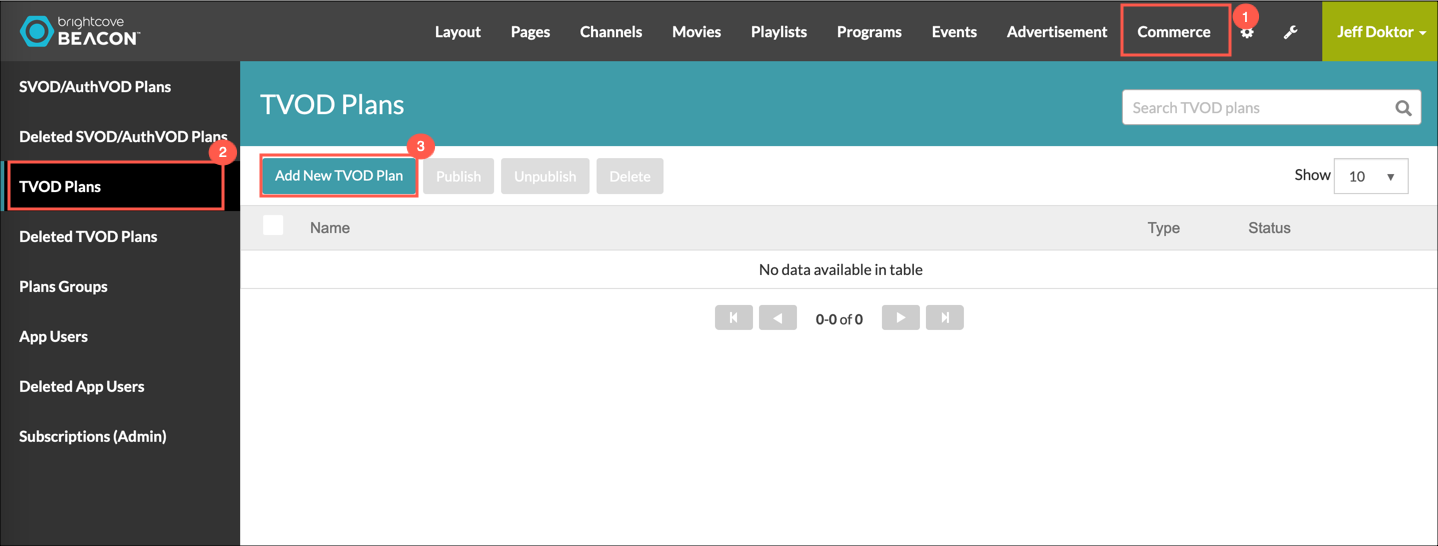 brightcove
BEACON™
Layout Pages Channels Movies Playlists Programs Events Advertisement Commerce 1 Jeff Doktor
SVOD/AuthVOD Plans
Deleted SVOD/AuthVOD Plans
2
TVOD Plans
Deleted TVOD Plans
Plans Groups
App Users
Deleted App Users
Subscriptions (Admin)
TVOD Plans Search TVOD plans
3
Add New TVOD Plan Publish Unpublish Delete Show 10
Name Type Status
No data available in table
0-0 of 0